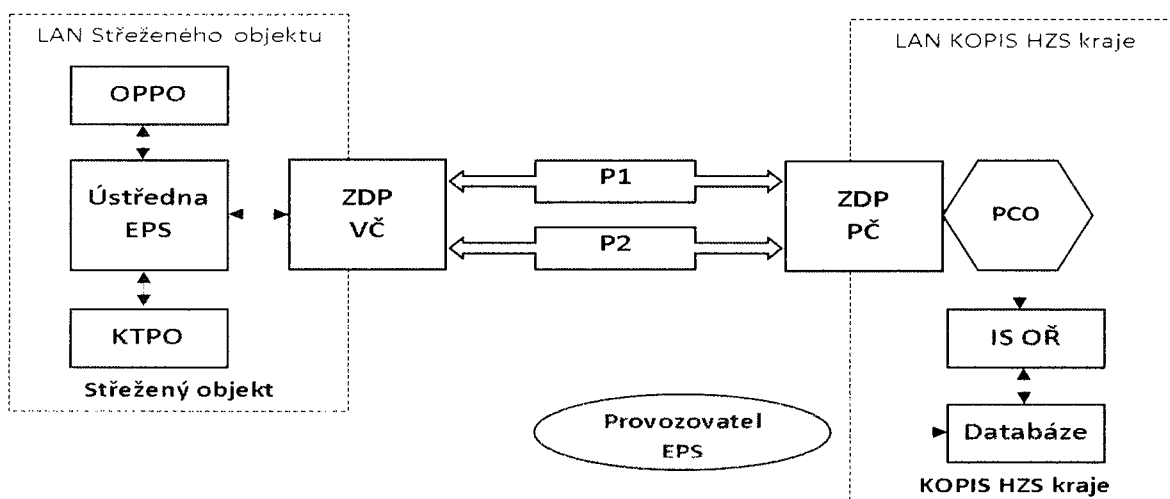 LAN Střeženého objektu
LAN KOPIS HZS kraje
OPPO
Ústředna
EPS
KTPO
Střežený objekt
ZDP
VČ
P1
P2
ZDP
PČ
PCO
IS OŘ
Databáze
KOPIS HZS kraje
Provozovatel
EPS